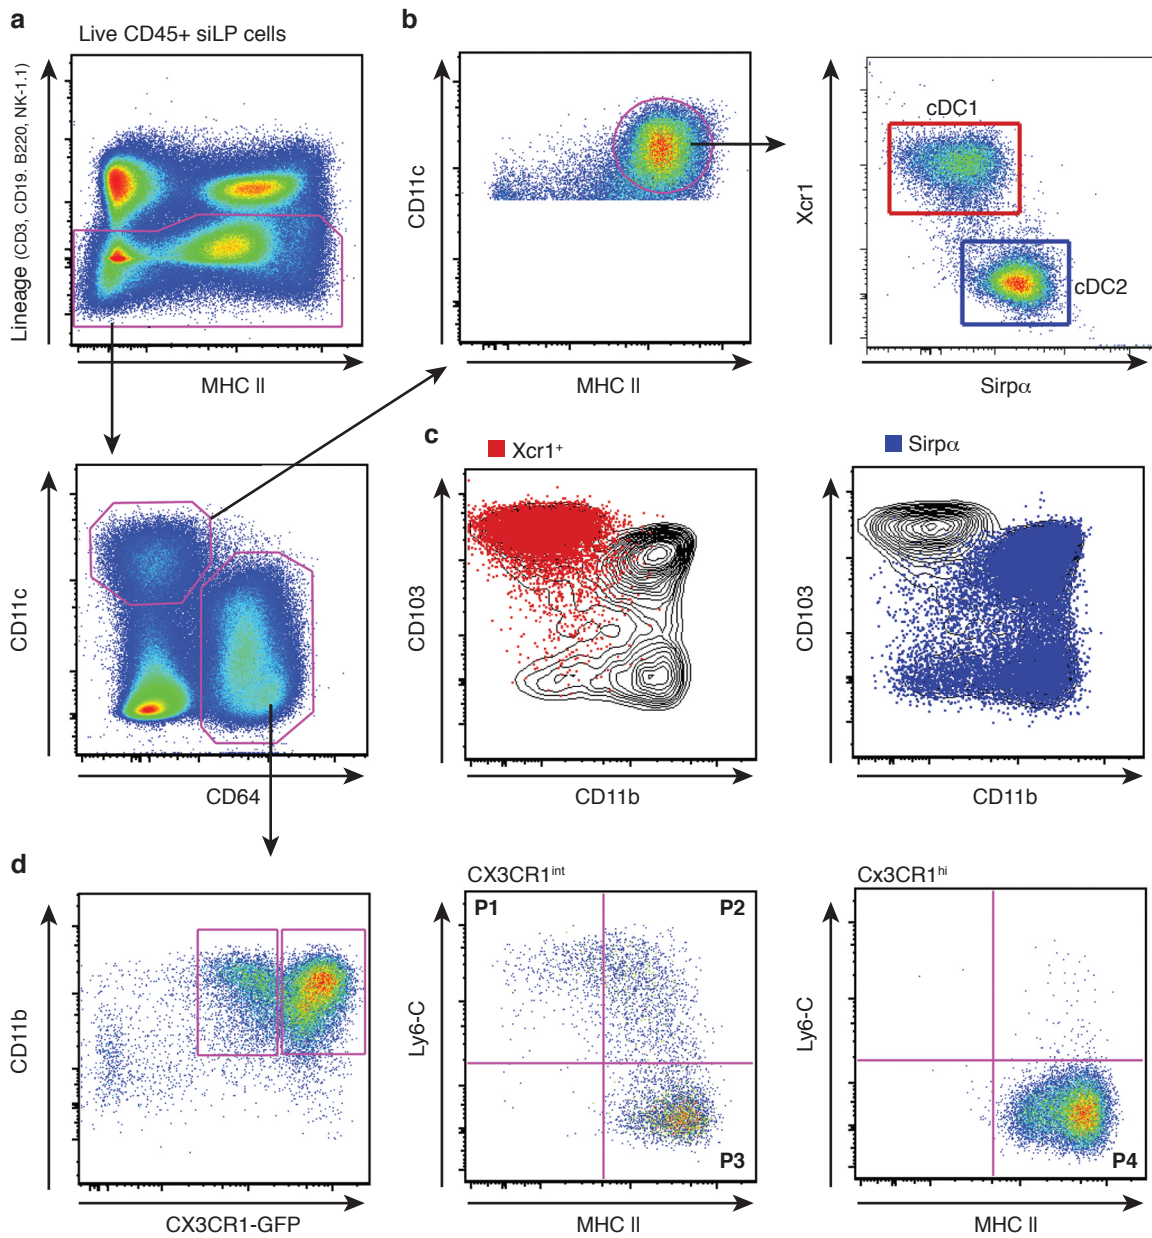 a
Live CD45+ siLP cells
Lineage (CD3, CD19, B220, NK-1.1)
MHC II
b
CD11c
MHC II
Xcr1
cDC1
cDC2
Sirpα
CD11c
CD64
c
Xcr1⁺
CD103
CD11b
Sirpα
CD103
CD11b
d
CD11b
CX3CR1-GFP
CX3CR1ⁱⁿᵗ
P1 P2
Ly6-C
P3
MHC II
Cx3CR1ʰⁱ
Ly6-C
P4
MHC II